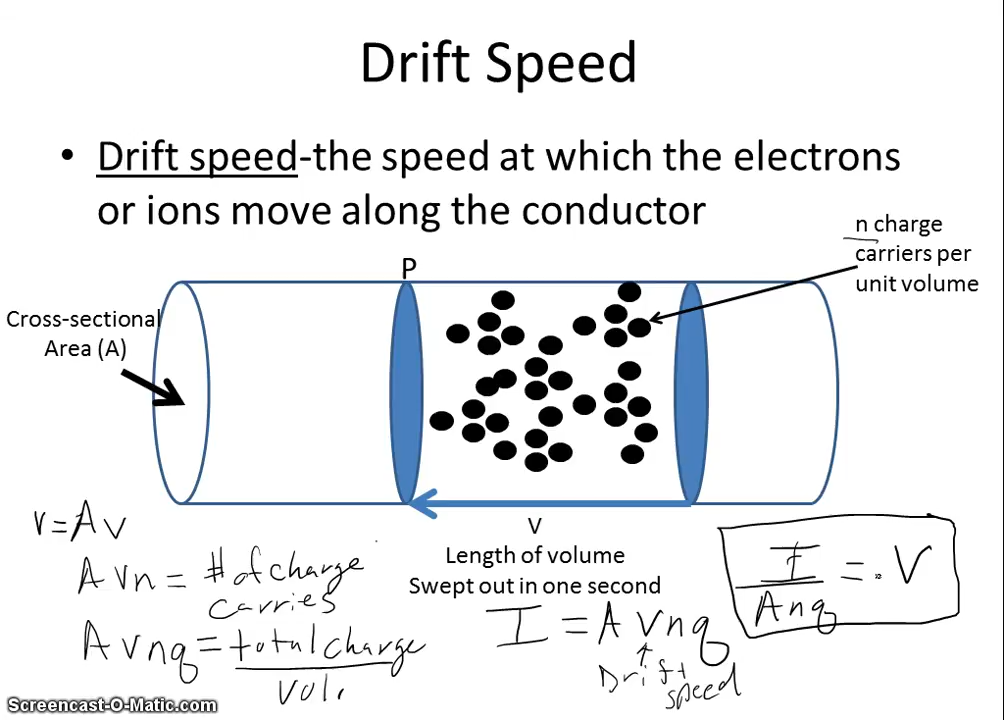 Drift Speed
• Drift speed-the speed at which the electrons
or ions move along the conductor
n charge
carriers per
unit volume
P
Cross-sectional
Area (A)
v
Length of volume
Swept out in one second
V=AV
AVn = # of charge
carries
AVnq = total charge
vol.
I = AVnq
Drift
speed
I
Anq
= V
Screencast-O-Matic.com